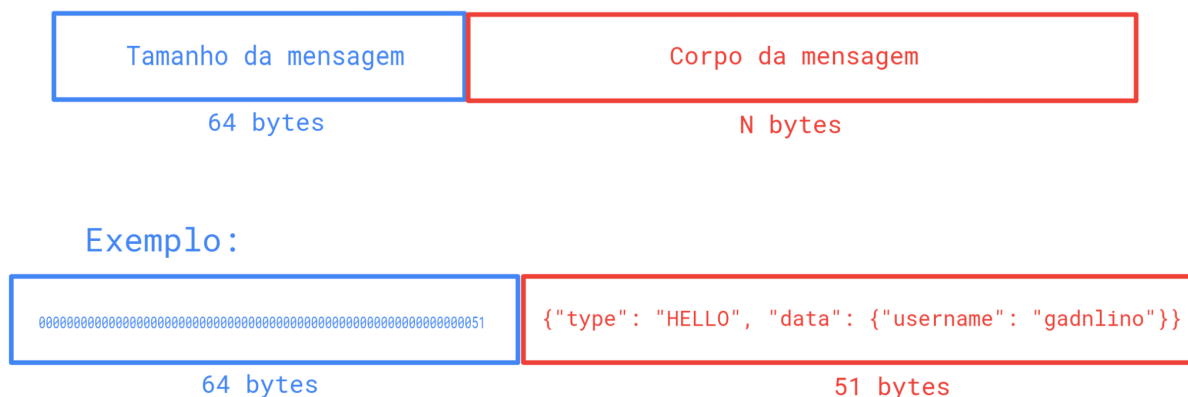 Tamanho da mensagem Corpo da mensagem
64 bytes N bytes
Exemplo:
0000000000000000000000000000000000000000000000000000000000000051 {"type": "HELLO", "data": {"username": "gadnlino"}}
64 bytes 51 bytes